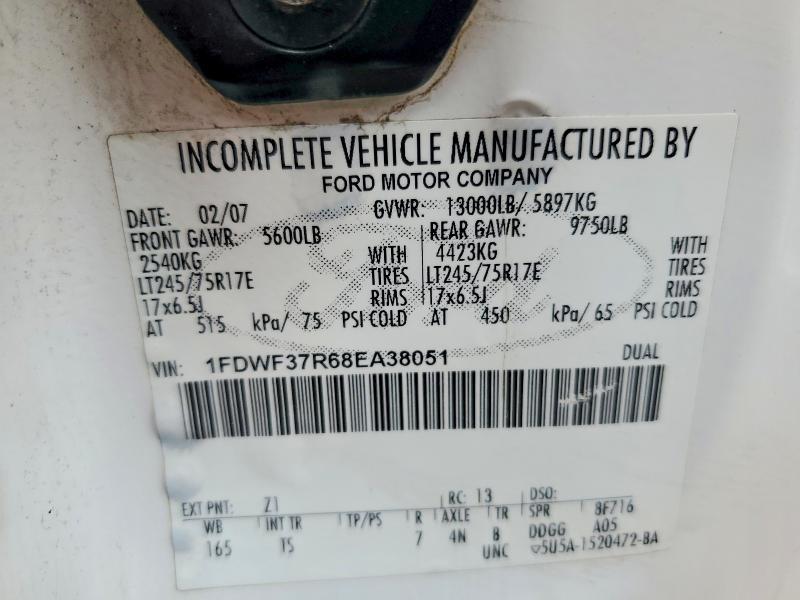 INCOMPLETE VEHICLE MANUFACTURED BY
FORD MOTOR COMPANY
DATE: 02/07 GVWR: 13000LB/ 5897KG
FRONT GAWR: 5600LB REAR GAWR: 9750LB
2540KG WITH 4423KG WITH
LT245/75R17E TIRES LT245/75R17E TIRES
17x6.5J RIMS 17x6.5J RIMS
AT 515 kPa/ 75 PSI COLD AT 450 kPa/ 65 PSI COLD
VIN: 1FDWF37R68EA38051 DUAL
EXT PNT: Z1 RC: 13 DSO:
WB INT TR TP/PS R AXLE TR SPR 8F716
165 TS 7 4N B DDGG A05
UNC 5U5A-1520472-BA